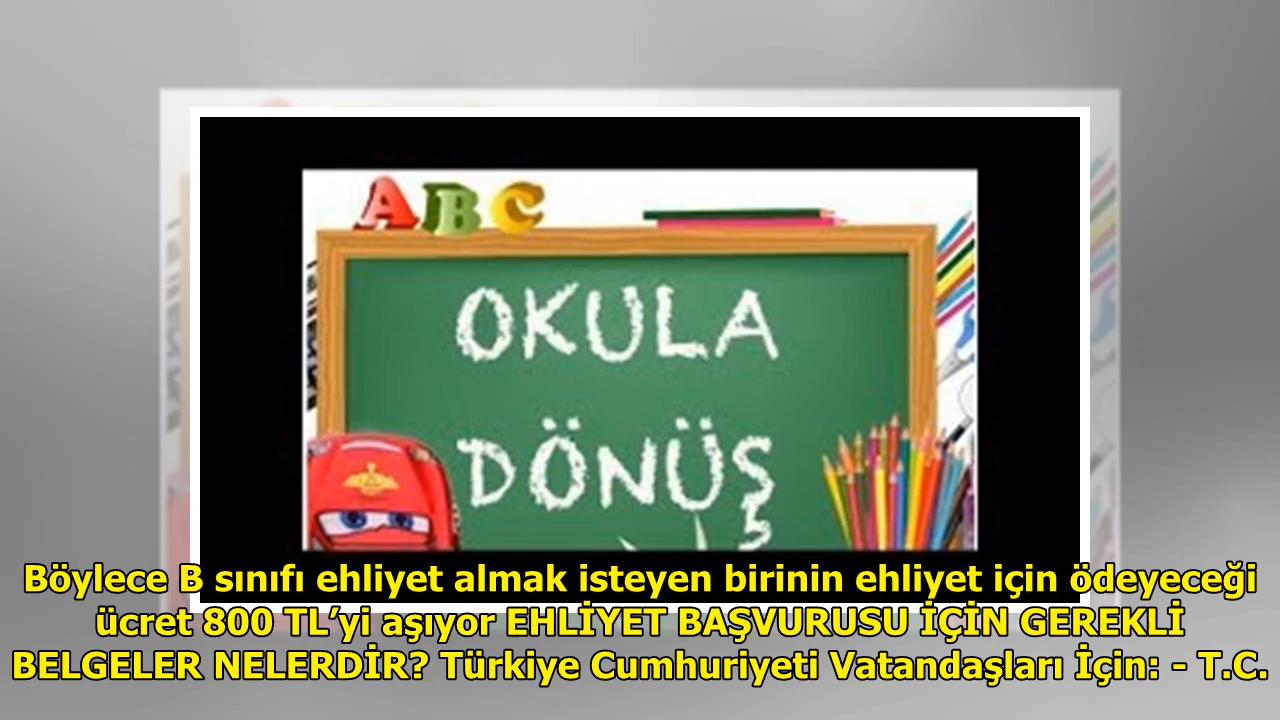 ABC
OKULA
DÖNÜŞ
Böylece B sınıfı ehliyet almak isteyen birinin ehliyet için ödeyeceği
ücret 800 TL’yi aşıyor EHLİYET BAŞVURUSU İÇİN GEREKLİ
BELGELER NELERDİR? Türkiye Cumhuriyeti Vatandaşları İçin: - T.C.